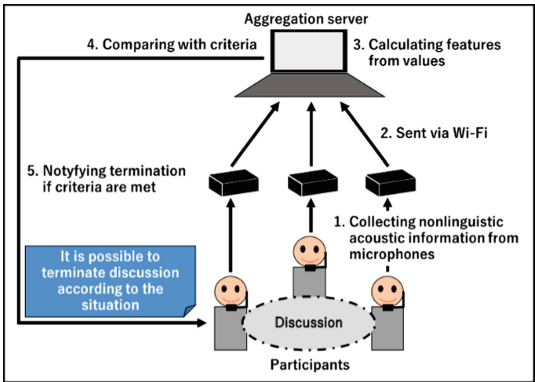 Aggregation server
4. Comparing with criteria
3. Calculating features
from values
2. Sent via Wi-Fi
5. Notyfying termination
if criteria are met
1. Collecting nonlinguistic
acoustic information from
microphones
It is possible to
terminate discussion
according to the
situation
Discussion
Participants